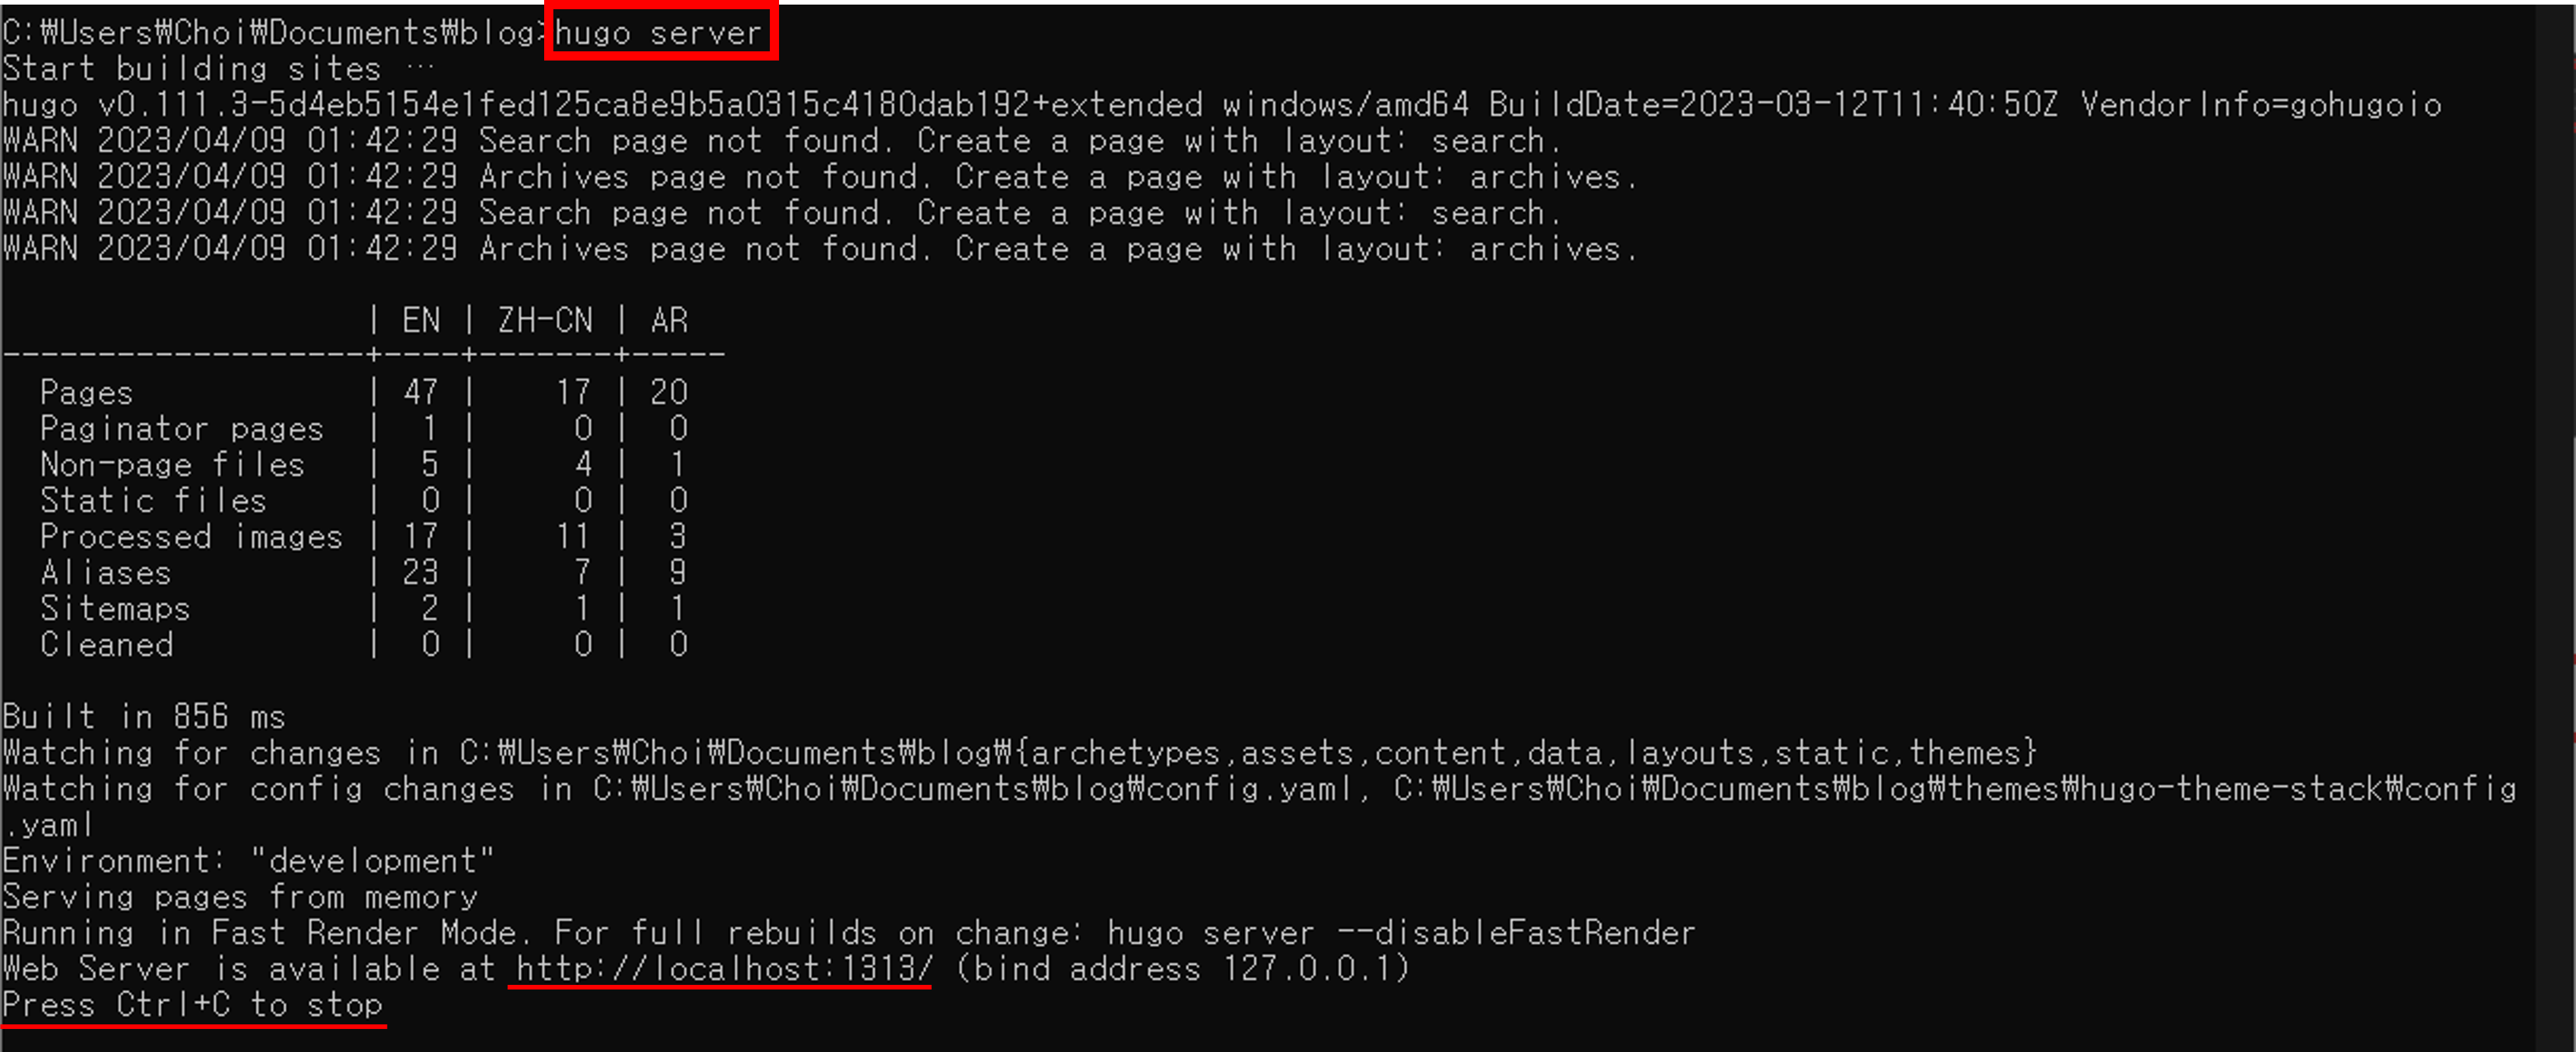 C:₩Users₩Choi₩Documents₩blog>hugo server
Start building sites …
hugo v0.111.3-5d4eb5154e1fed125ca8e9b5a0315c4180dab192+extended windows/amd64 BuildDate=2023-03-12T11:40:50Z VendorInfo=gohugoio
WARN 2023/04/09 01:42:29 Search page not found. Create a page with layout: search.
WARN 2023/04/09 01:42:29 Archives page not found. Create a page with layout: archives.
WARN 2023/04/09 01:42:29 Search page not found. Create a page with layout: search.
WARN 2023/04/09 01:42:29 Archives page not found. Create a page with layout: archives.
                   | EN | ZH-CN | AR
-------------------+----+-------+-----
  Pages            | 47 |    17 | 20
  Paginator pages  |  1 |     0 |  0
  Non-page files   |  5 |     4 |  1
  Static files     |  0 |     0 |  0
  Processed images | 17 |    11 |  3
  Aliases          | 23 |     7 |  9
  Sitemaps         |  2 |     1 |  1
  Cleaned          |  0 |     0 |  0
Built in 856 ms
Watching for changes in C:₩Users₩Choi₩Documents₩blog₩{archetypes,assets,content,data,layouts,static,themes}
Watching for config changes in C:₩Users₩Choi₩Documents₩blog₩config.yaml, C:₩Users₩Choi₩Documents₩blog₩themes₩hugo-theme-stack₩config
.yaml
Environment: "development"
Serving pages from memory
Running in Fast Render Mode. For full rebuilds on change: hugo server --disableFastRender
Web Server is available at http://localhost:1313/ (bind address 127.0.0.1)
Press Ctrl+C to stop